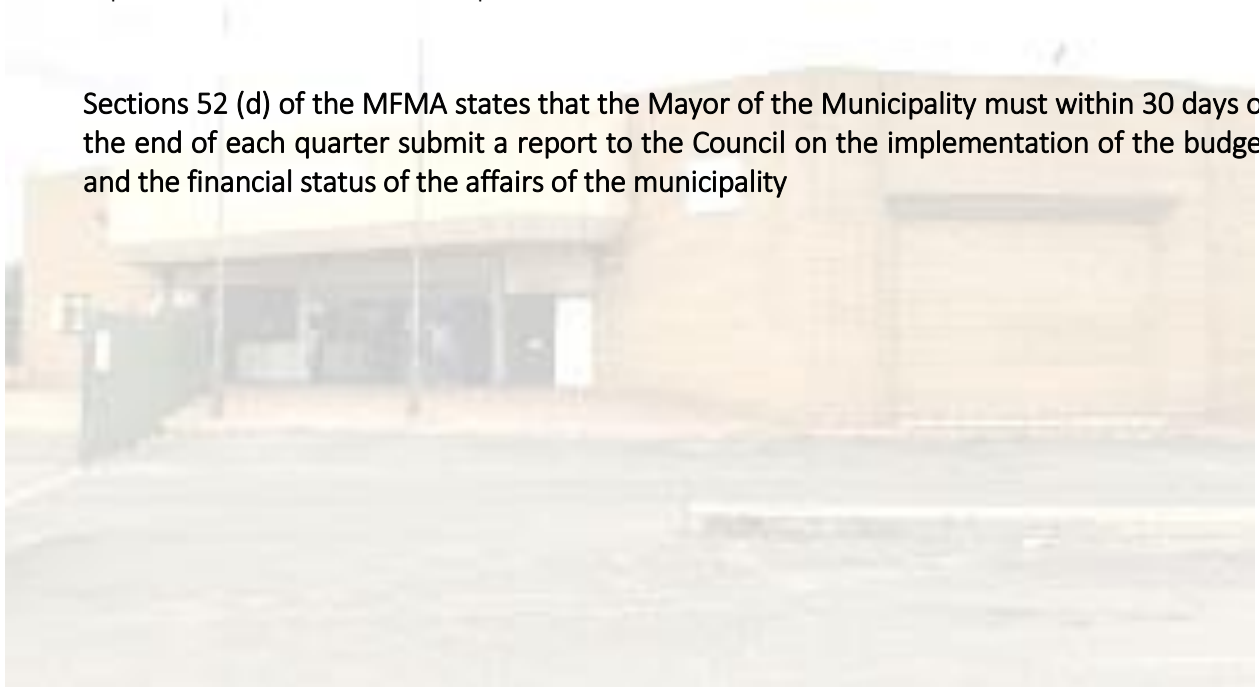 Sections 52 (d) of the MFMA states that the Mayor of the Municipality must within 30 days
the end of each quarter submit a report to the Council on the implementation of the
and the financial status of the affairs of the municipality